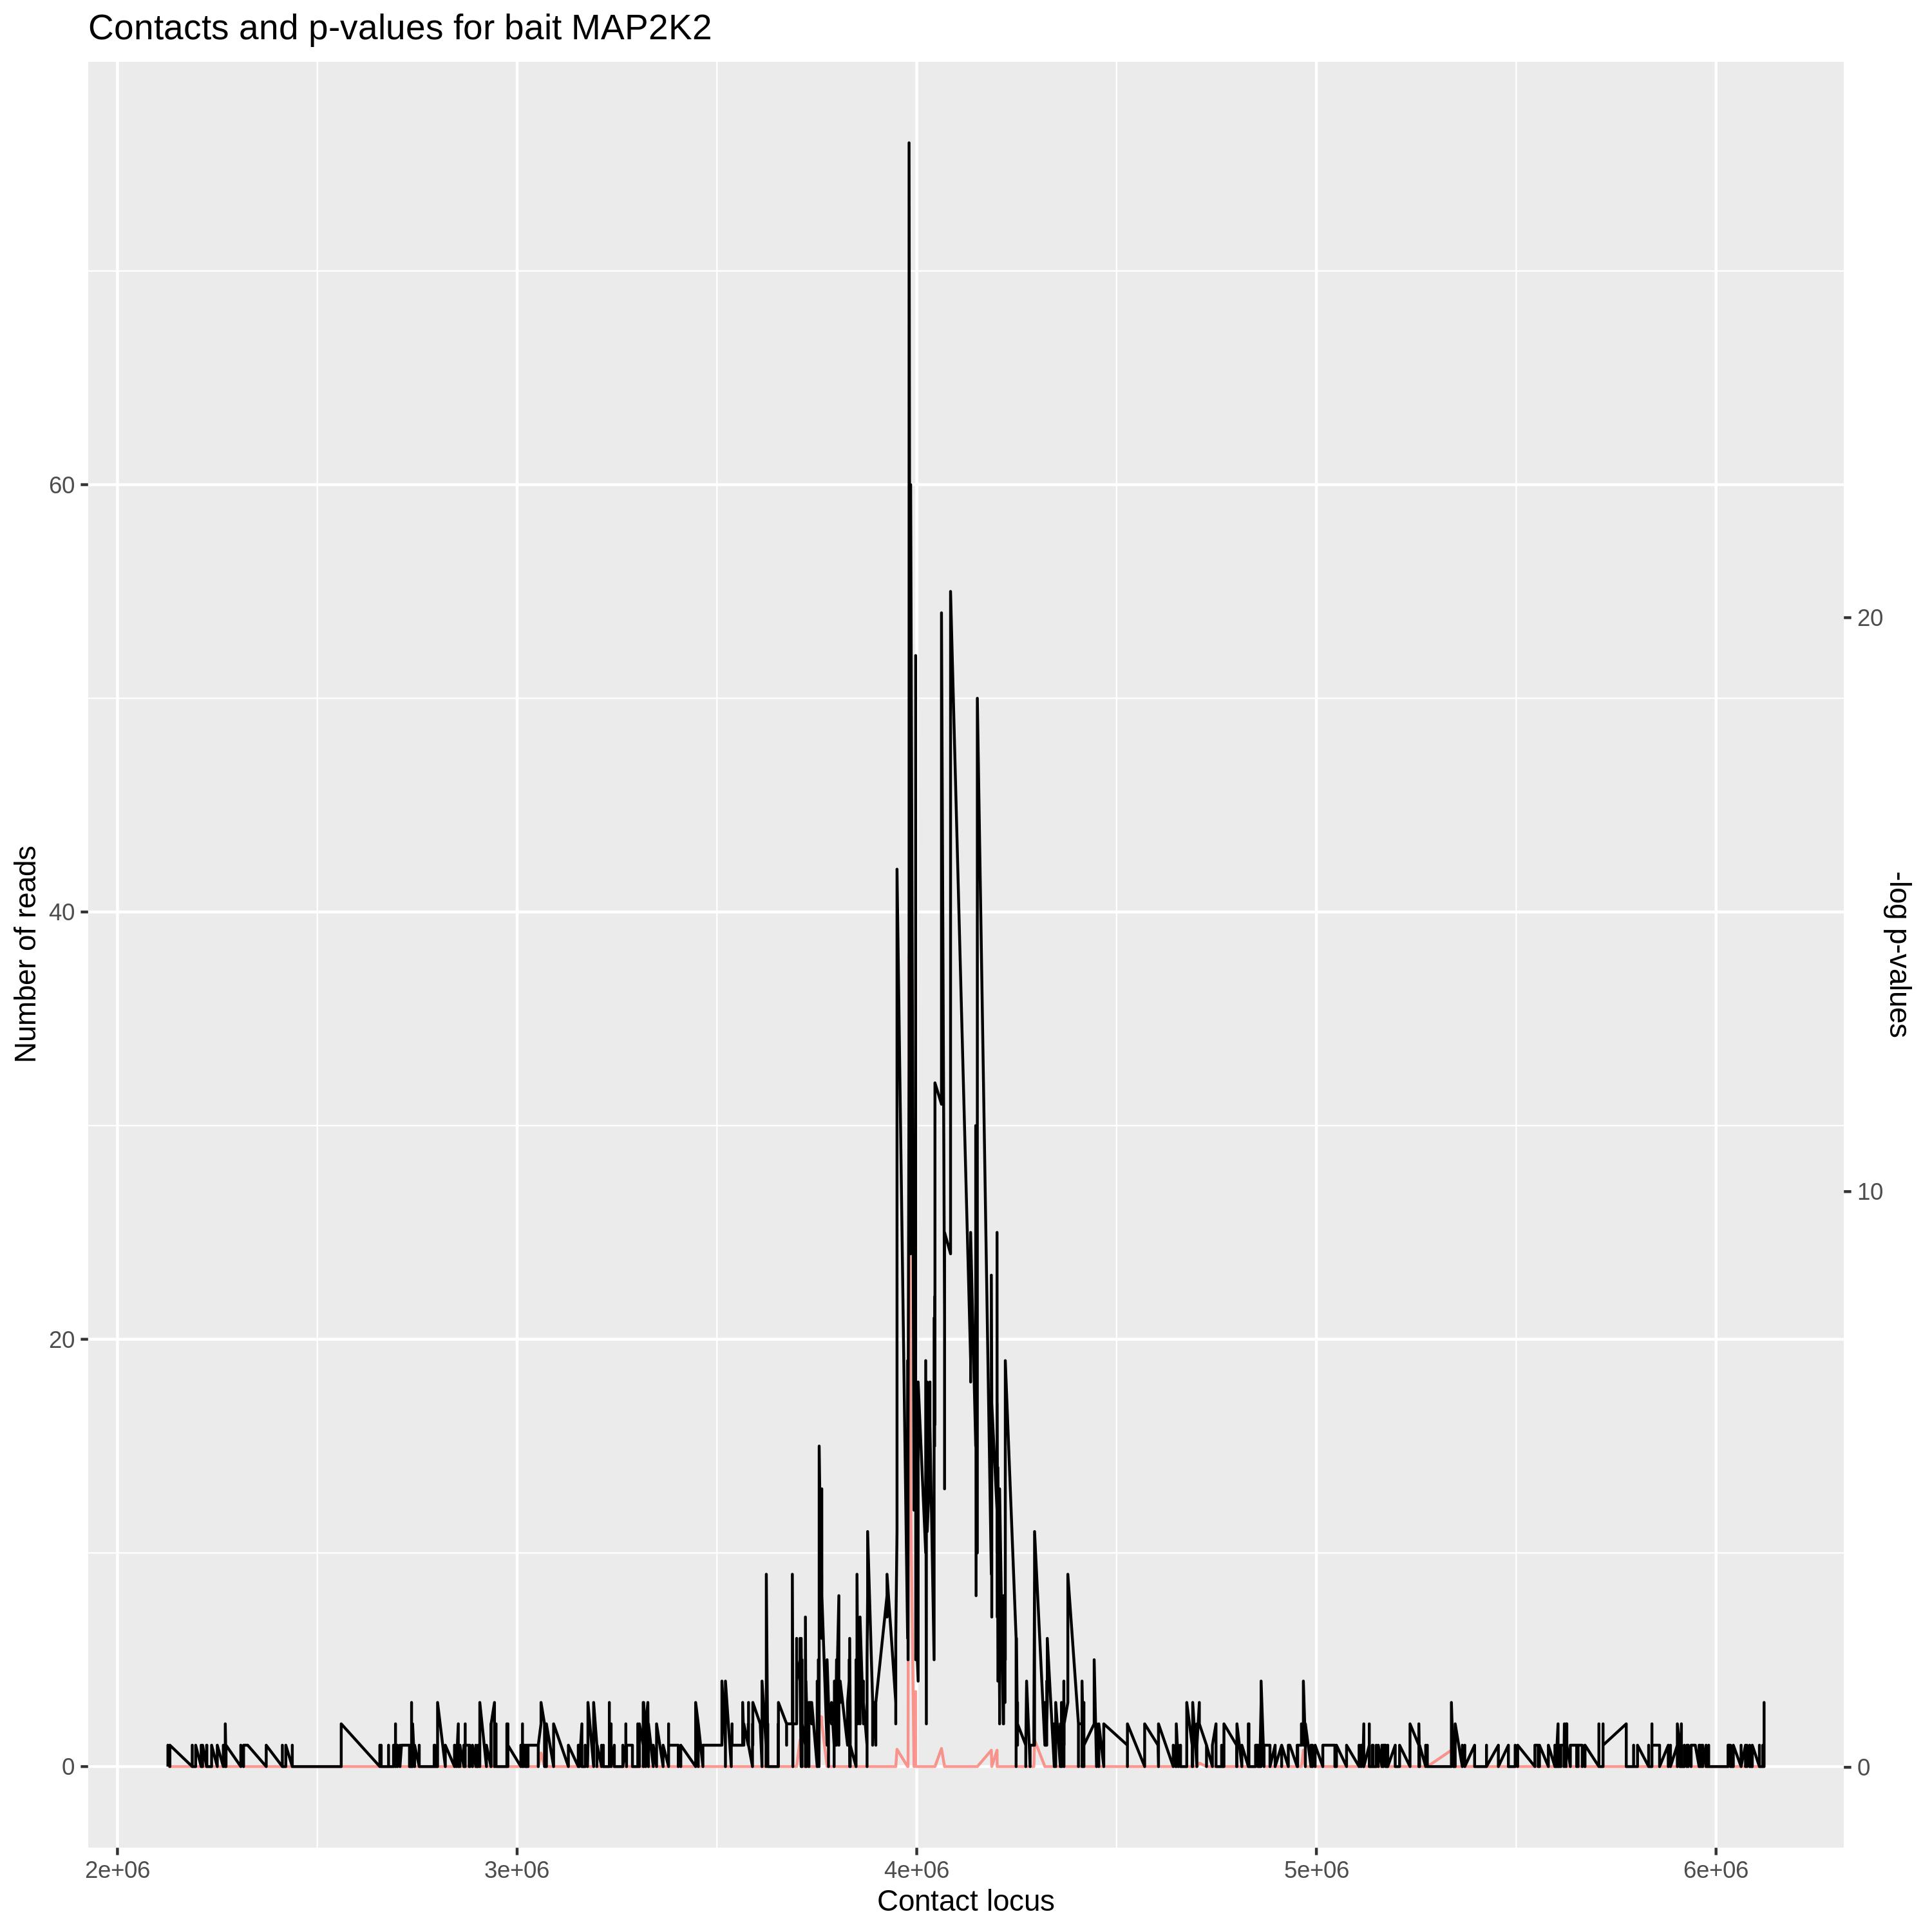 Contacts and p-values for bait MAP2K2
Number of reads
60
40
20
0
-log p-values
20
10
0
2e+06 3e+06 4e+06 5e+06 6e+06
Contact locus